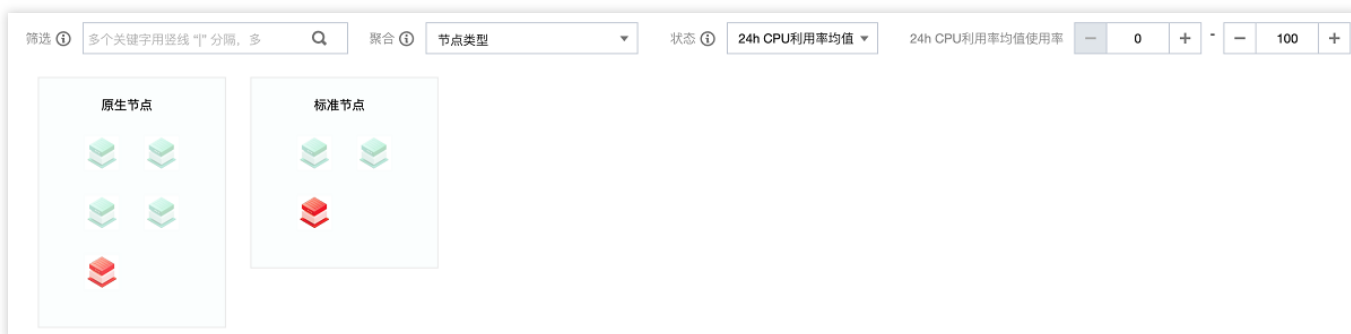 筛选 多个关键字用竖线 "|" 分隔，多 聚合 节点类型 状态 24h CPU利用率均值 24h CPU利用率均值使用率 − 0 + - − 100 +
原生节点 标准节点